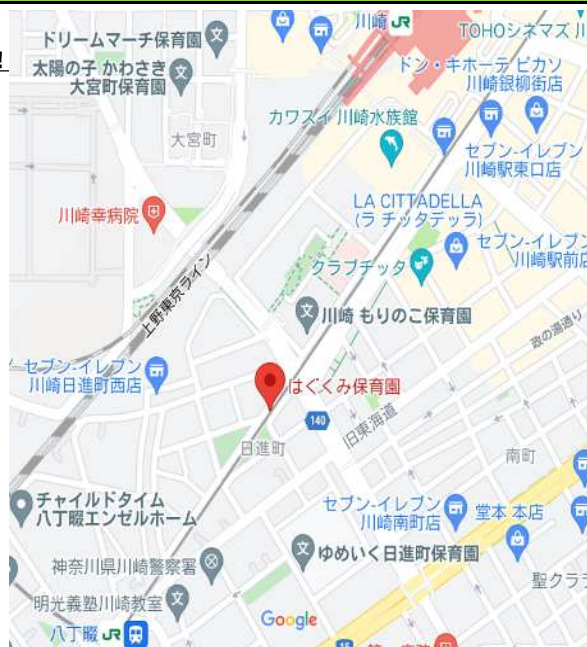 !
川崎 JR
TOHOシネマズ 川
ドリームマーチ保育園
太陽の子 かわさき
大宮町保育園
ドン・キホーテ ピカソ
川崎銀柳街店
大宮町
カワスイ 川崎水族館
セブン-イレブン
川崎駅東口店
川崎幸病院
LA CITTADELLA
(ラ チッタデッラ)
セブン-イレブン
川崎駅前店
クラブチッタ
上野東京ライン
川崎 もりのこ保育園
政の湯通り
セブン-イレブン
川崎日進町西店
はぐくみ保育園
140
旧東海道
日進町
南町
チャイルドタイム
八丁畷エンゼルホーム
セブン-イレブン
川崎南町店
堂本 本店
神奈川県川崎警察署
ゆめいく日進町保育園
聖クラ
明光義塾川崎教室
Google
八丁畷 JR
15